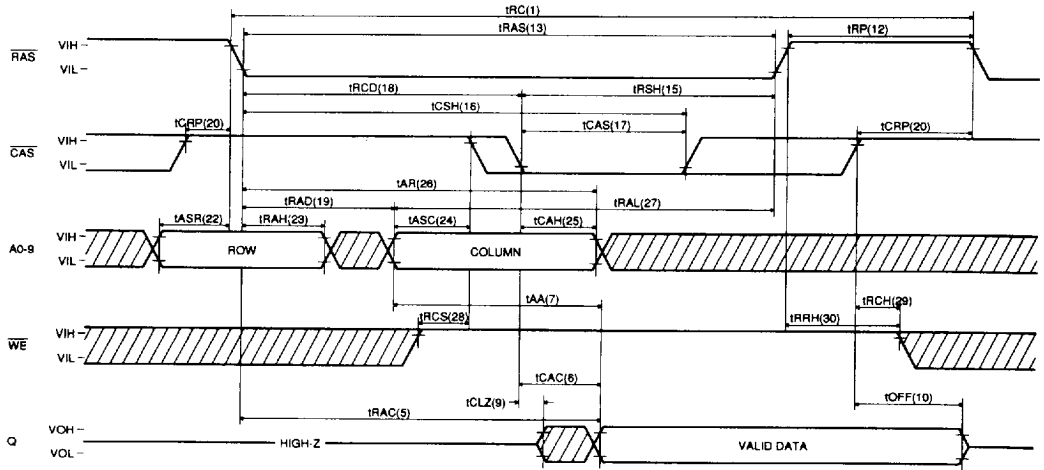 tRC(1)
tRAS(13)
tRP(12)
RAS
VIH
VIL
tRCD(18)
tRSH(15)
tCSH(16)
tCRP(20)
tCAS(17)
tCRP(20)
CAS
VIH
VIL
tAR(26)
tRAD(19)
tRAL(27)
tASR(22)
tRAH(23)
tASC(24)
tCAH(25)
A0-9
VIH
VIL
ROW
COLUMN
tAA(7)
tRCS(28)
tRCH(29)
tRRH(30)
WE
VIH
VIL
tCAC(6)
tCLZ(9)
tOFF(10)
tRAC(5)
Q
VOH
VOL
HIGH-Z
VALID DATA